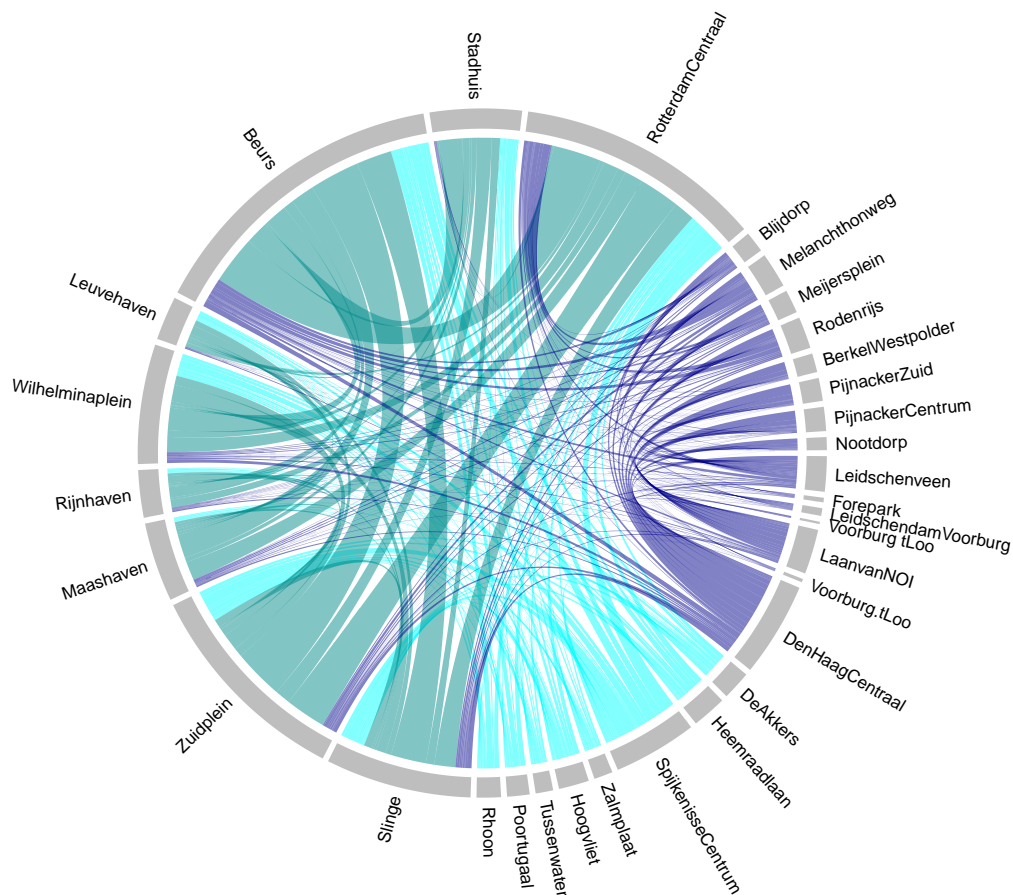 Stadhuis
RotterdamCentraal
Blijdorp
Melanchthonweg
Meijersplein
Rodenrijs
BerkelWestpolder
PijnackerZuid
PijnackerCentrum
Nootdorp
Leidschenveen
Forepark
LeidschendamVoorburg
Voorburg tLoo
LaanvanNOI
Voorburg.tLoo
DenHaagCentraal
DeAkkers
Heemraadlaan
SpijkenisseCentrum
Zalmplaat
Hoogvliet
Tussenwater
Poortugaal
Rhoon
Slinge
Zuidplein
Maashaven
Rijnhaven
Wilhelminaplein
Leuvehaven
Beurs